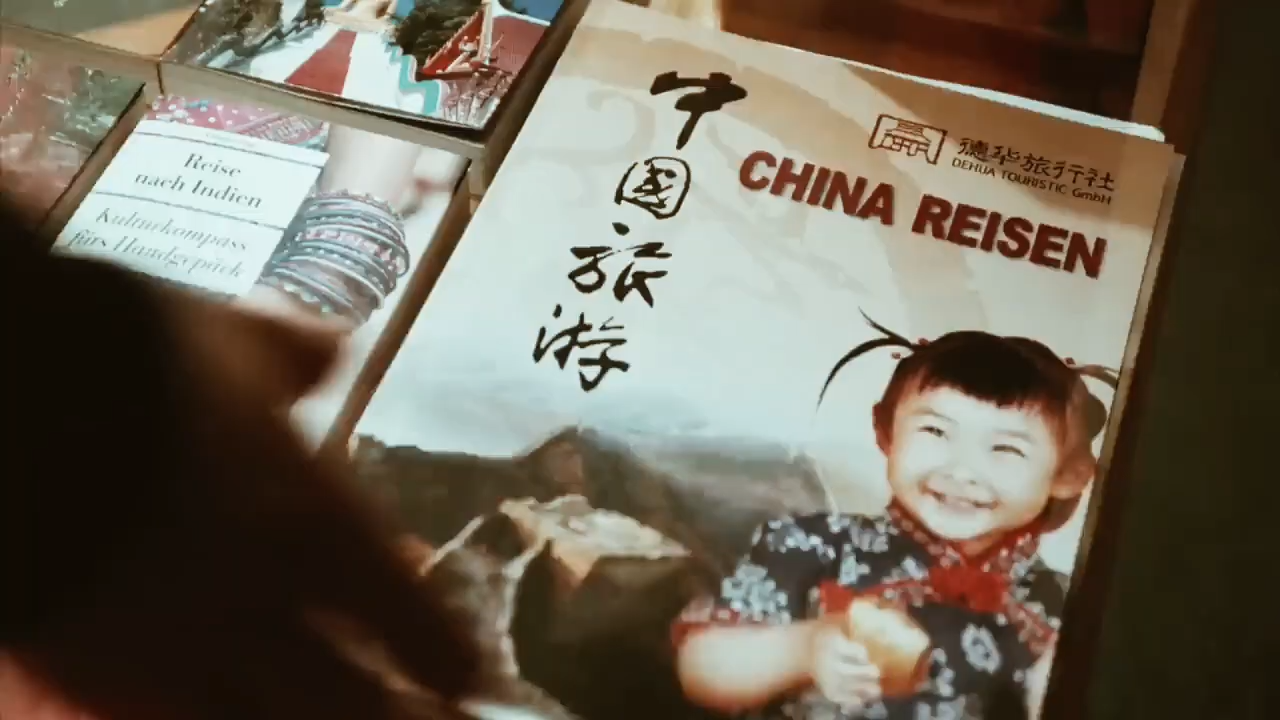 中國旅游
德华旅行社
DEHUA TOURISTIC GmbH
CHINA REISEN
Reise
nach Indien
Kulturkompass
fürs Handgepäck